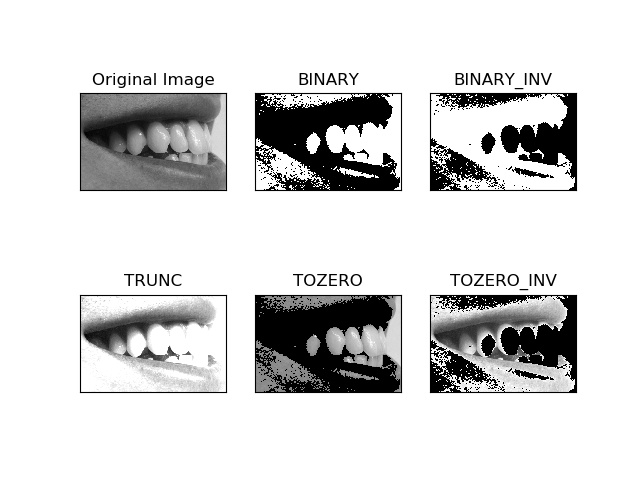 Original Image
BINARY
BINARY_INV
TRUNC
TOZERO
TOZERO_INV